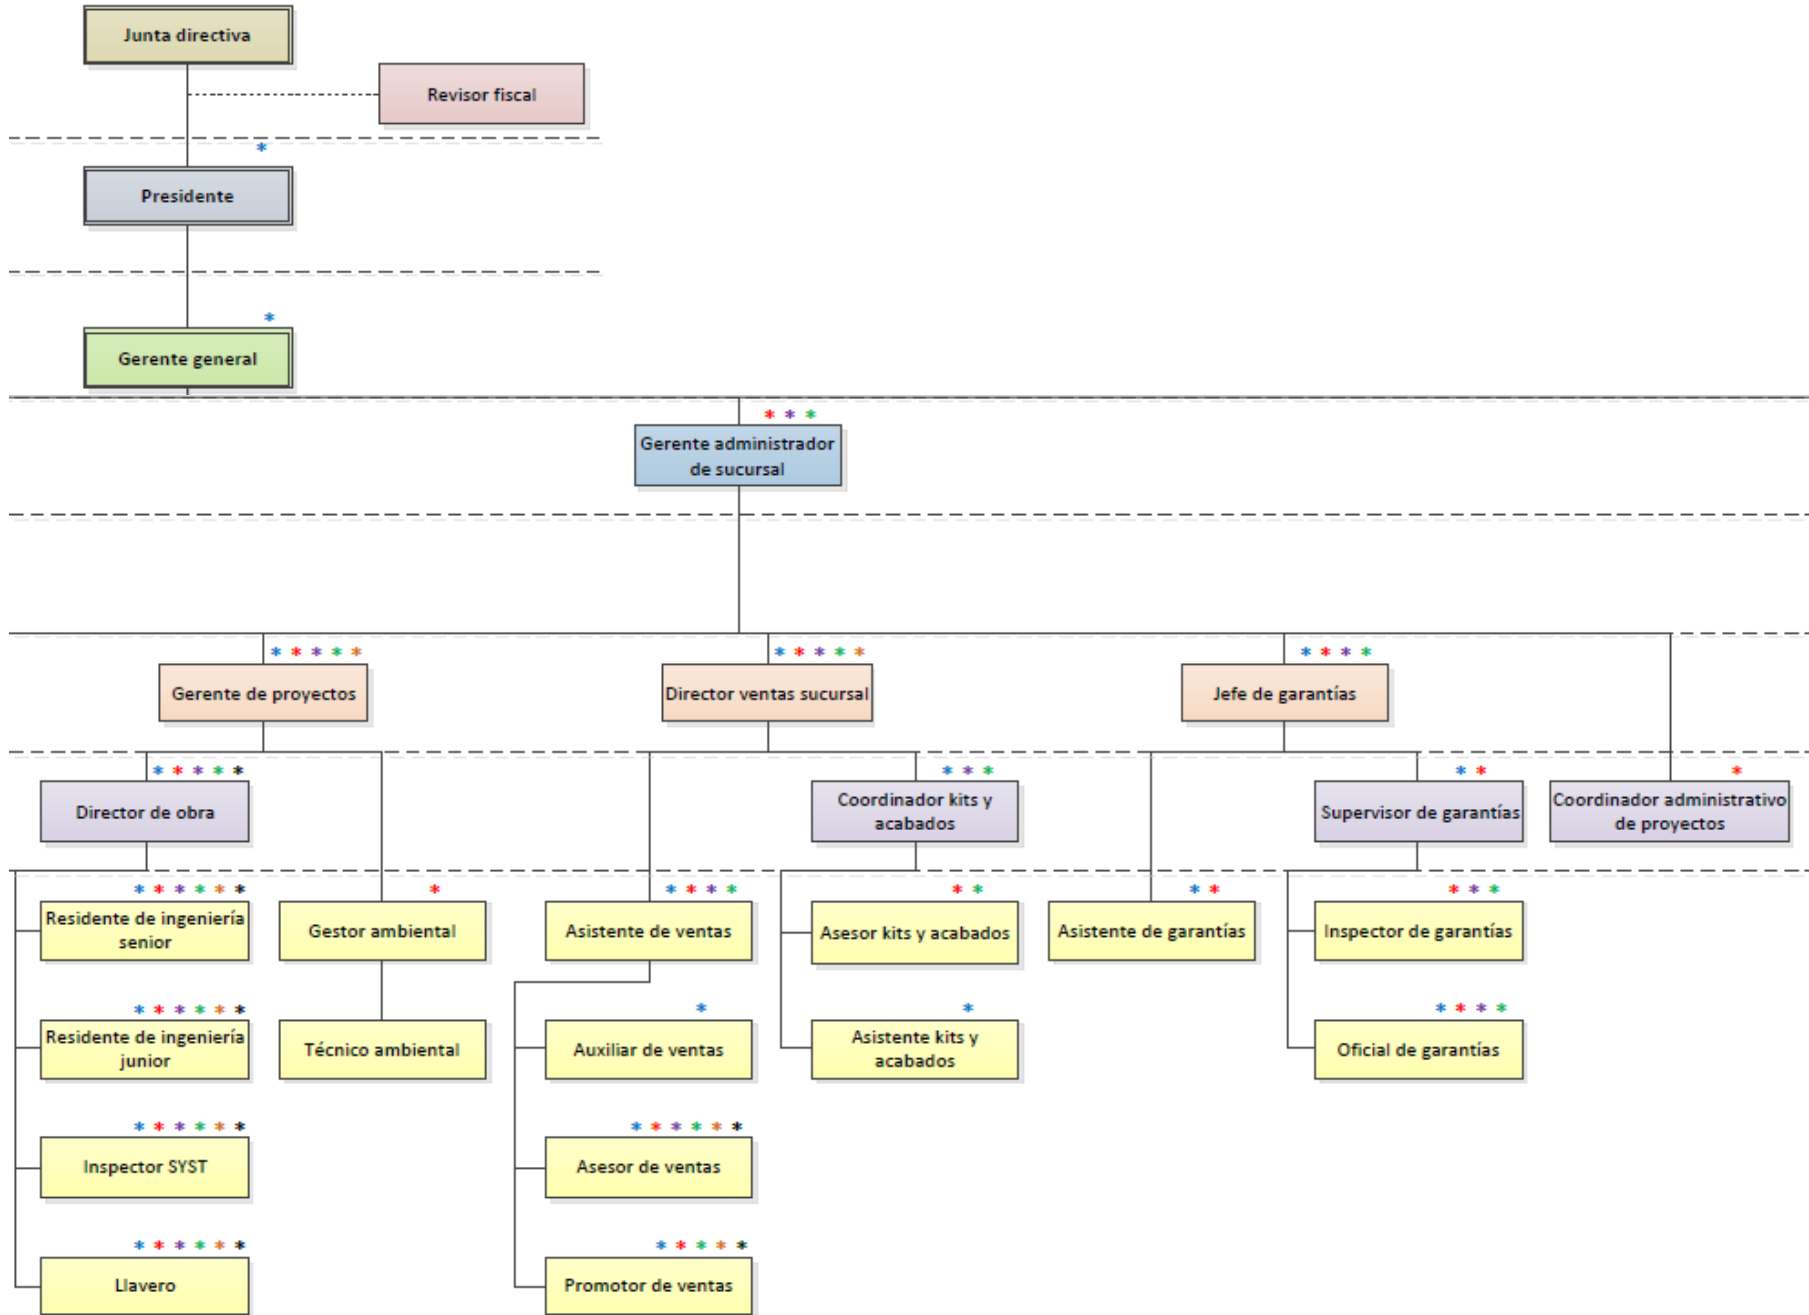 Junta directiva
Revisor fiscal
*
Presidente
*
Gerente general
* * *
Gerente administrador
de sucursal
* * * * *
Gerente de proyectos
* * * * *
Director ventas sucursal
* * * *
Jefe de garantías
* * * * *
Director de obra
* * *
Coordinador kits y
acabados
* *
Supervisor de garantías
*
Coordinador administrativo
de proyectos
* * * * * *
Residente de ingeniería
senior
*
Gestor ambiental
* * * *
Asistente de ventas
* *
Asesor kits y acabados
* *
Asistente de garantías
* * *
Inspector de garantías
* * * * * *
Residente de ingeniería
junior
Técnico ambiental
*
Auxiliar de ventas
*
Asistente kits y
acabados
* * * *
Oficial de garantías
* * * * * *
Inspector SYST
* * * * * *
Asesor de ventas
* * * * * *
Llavero
* * * * *
Promotor de ventas